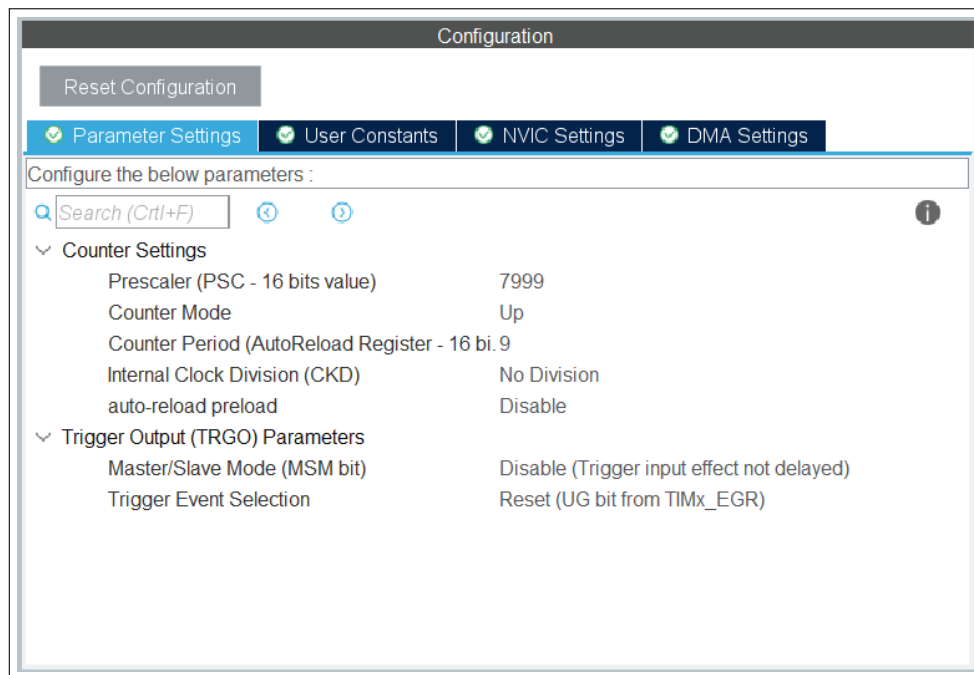 Configuration
Reset Configuration
Parameter Settings User Constants NVIC Settings DMA Settings
Configure the below parameters :
Search (Crtl+F)
Counter Settings
Prescaler (PSC - 16 bits value) 7999
Counter Mode Up
Counter Period (AutoReload Register - 16 bi. 9
Internal Clock Division (CKD) No Division
auto-reload preload Disable
Trigger Output (TRGO) Parameters
Master/Slave Mode (MSM bit) Disable (Trigger input effect not delayed)
Trigger Event Selection Reset (UG bit from TIMx_EGR)